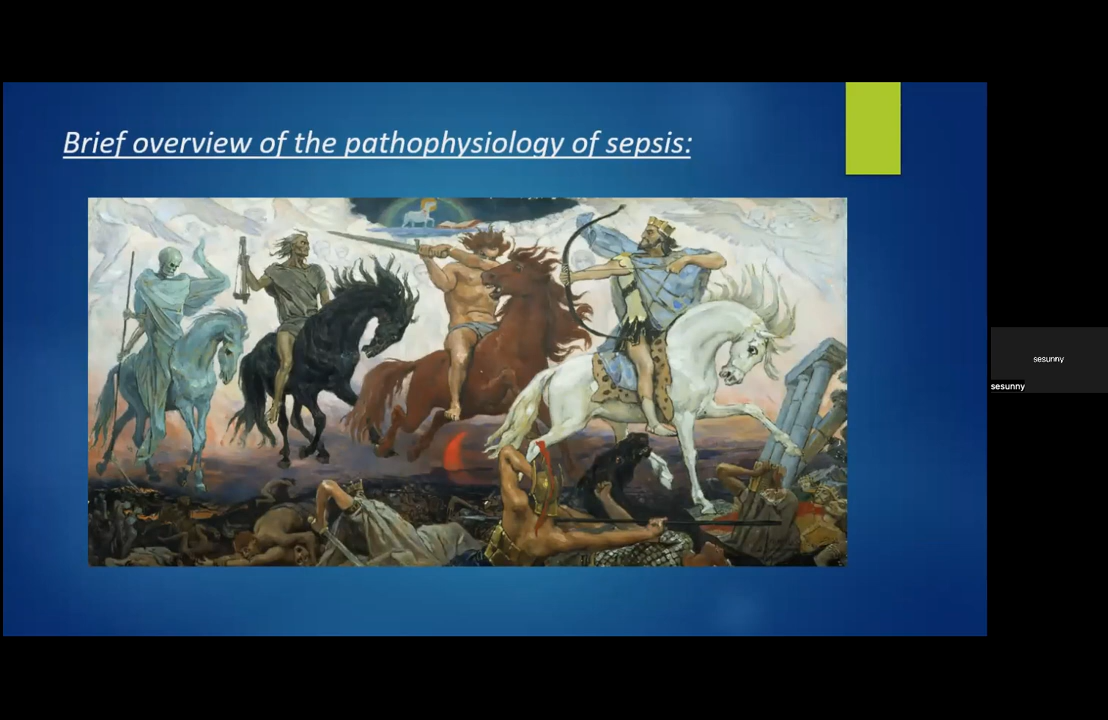 Brief overview of the pathophysiology of sepsis:
sesunny
sesunny